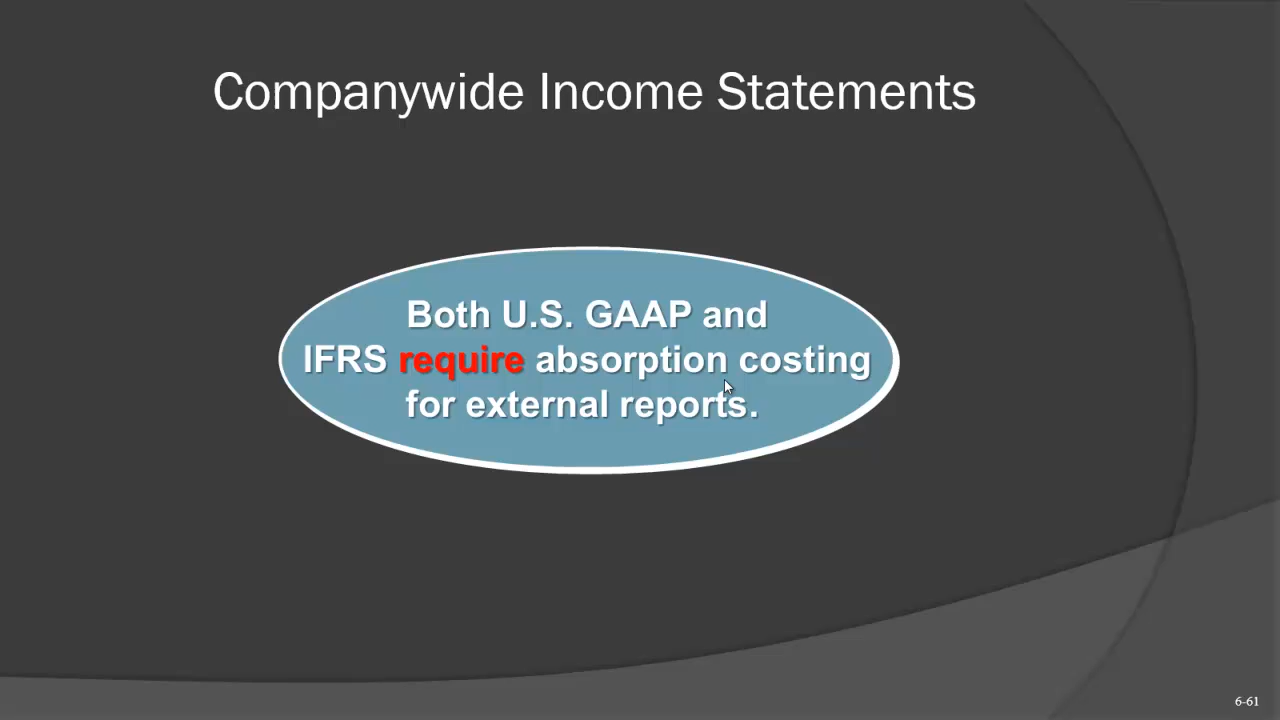 Companywide Income Statements
Both U.S. GAAP and
IFRS require absorption costing
for external reports.
6-61